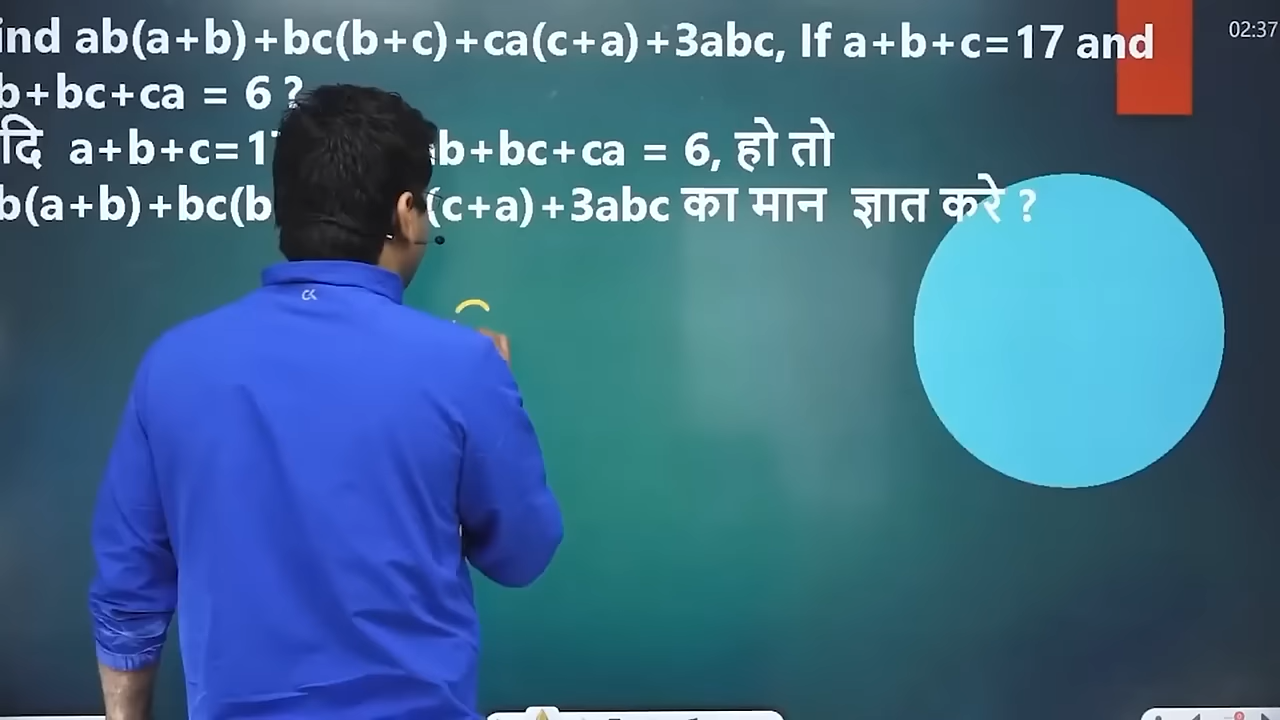 ind ab(a+b)+bc(b+c)+ca(c+a)+3abc, If a+b+c=17 and
b+bc+ca = 6 ?
दि a+b+c=17 b+bc+ca = 6, हो तो
b(a+b)+bc(b (c+a)+3abc का मान ज्ञात करे ?
02:37